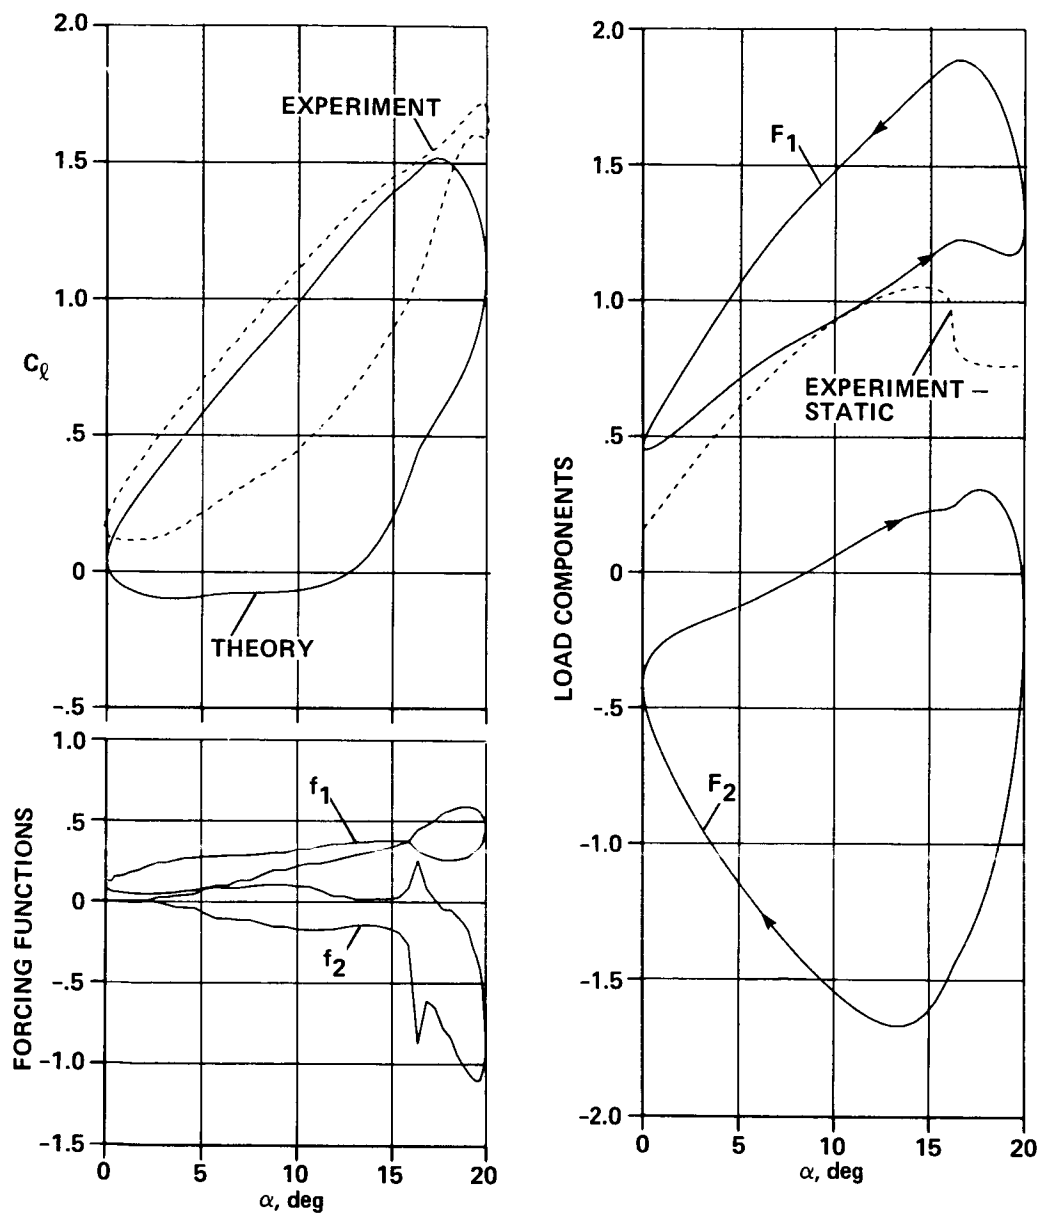 2.0
EXPERIMENT
1.5
1.0
Cℓ
.5
0
THEORY
-.5
1.0
f1
.5
0
f2
-.5
-1.0
-1.5
FORCING FUNCTIONS
0 5 10 15 20
α, deg
2.0
F1
1.5
1.0
EXPERIMENT –
STATIC
.5
0
-.5
F2
-1.0
-1.5
-2.0
LOAD COMPONENTS
0 5 10 15 20
α, deg